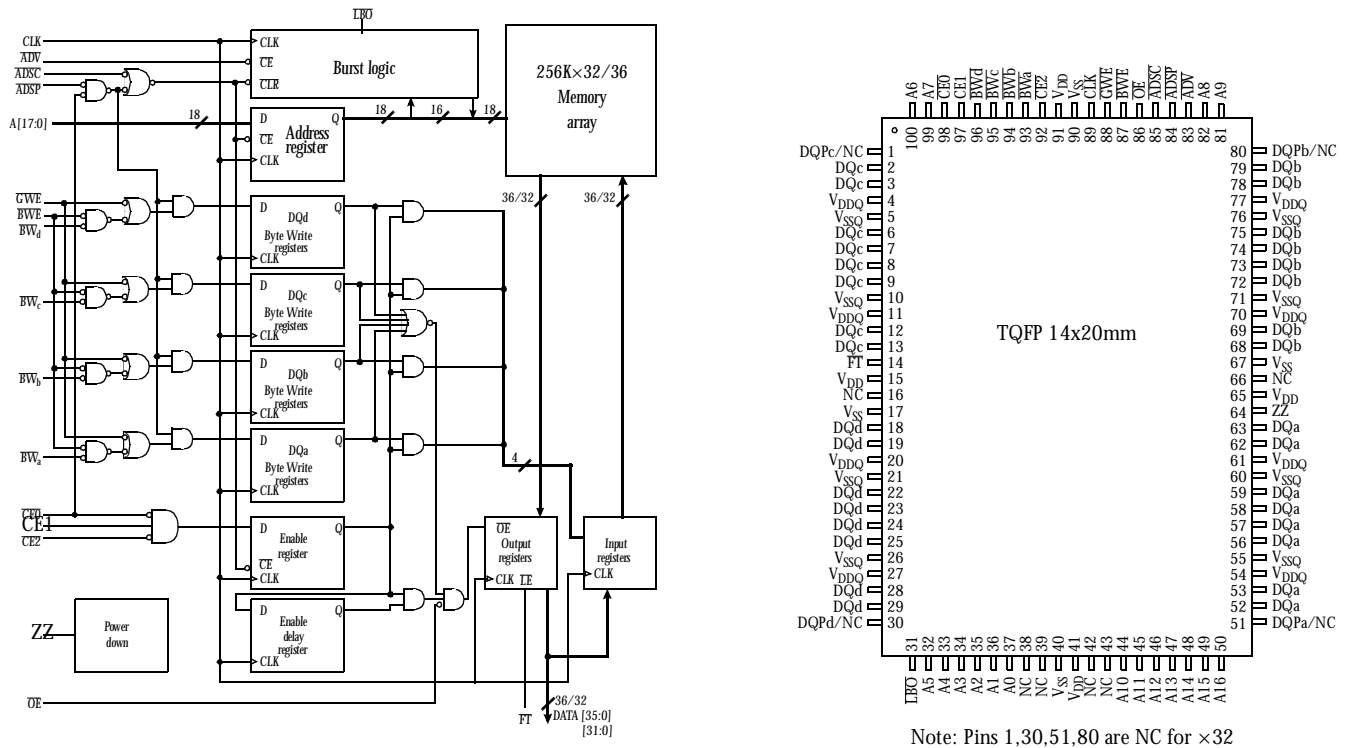 LBO
CLK
ADV
ADSC
ADSP
A[17:0]
18
CLK
CE
CLR
Burst logic
D
Q
CE
CLK
Address
register
18
16
18
256K×32/36
Memory
array
36/32
36/32
GWE
BWE
BWd
D
Q
DQd
Byte Write
registers
CLK
BWc
D
Q
DQc
Byte Write
registers
CLK
BWb
D
Q
DQb
Byte Write
registers
CLK
BWa
D
Q
DQa
Byte Write
registers
CLK
4
CE0
CE1
CE2
D
Q
Enable
register
CE
CLK
OE
Output
registers
CLK LE
Input
registers
CLK
ZZ
Power
down
D
Q
Enable
delay
register
CLK
OE
FT
36/32
DATA [35:0]
[31:0]
A6
A7
CE0
CE1
BWd
BWc
BWb
BWa
CE2
VDD
VSS
CLK
GWE
BWE
OE
ADSC
ADSP
ADV
A8
A9
100
99
98
97
96
95
94
93
92
91
90
89
88
87
86
85
84
83
82
81
DQPc/NC 1
DQc 2
DQc 3
VDDQ 4
VSSQ 5
DQc 6
DQc 7
DQc 8
DQc 9
VSSQ 10
VDDQ 11
DQc 12
DQc 13
FT 14
VDD 15
NC 16
VSS 17
DQd 18
DQd 19
VDDQ 20
VSSQ 21
DQd 22
DQd 23
DQd 24
DQd 25
VSSQ 26
VDDQ 27
DQd 28
DQd 29
DQPd/NC 30
TQFP 14x20mm
80 DQPb/NC
79 DQb
78 DQb
77 VDDQ
76 VSSQ
75 DQb
74 DQb
73 DQb
72 DQb
71 VSSQ
70 VDDQ
69 DQb
68 DQb
67 VSS
66 NC
65 VDD
64 ZZ
63 DQa
62 DQa
61 VDDQ
60 VSSQ
59 DQa
58 DQa
57 DQa
56 DQa
55 VSSQ
54 VDDQ
53 DQa
52 DQa
51 DQPa/NC
31
32
33
34
35
36
37
38
39
40
41
42
43
44
45
46
47
48
49
50
LBO
A5
A4
A3
A2
A1
A0
NC
NC
VSS
VDD
NC
NC
A10
A11
A12
A13
A14
A15
A16
Note: Pins 1,30,51,80 are NC for ×32